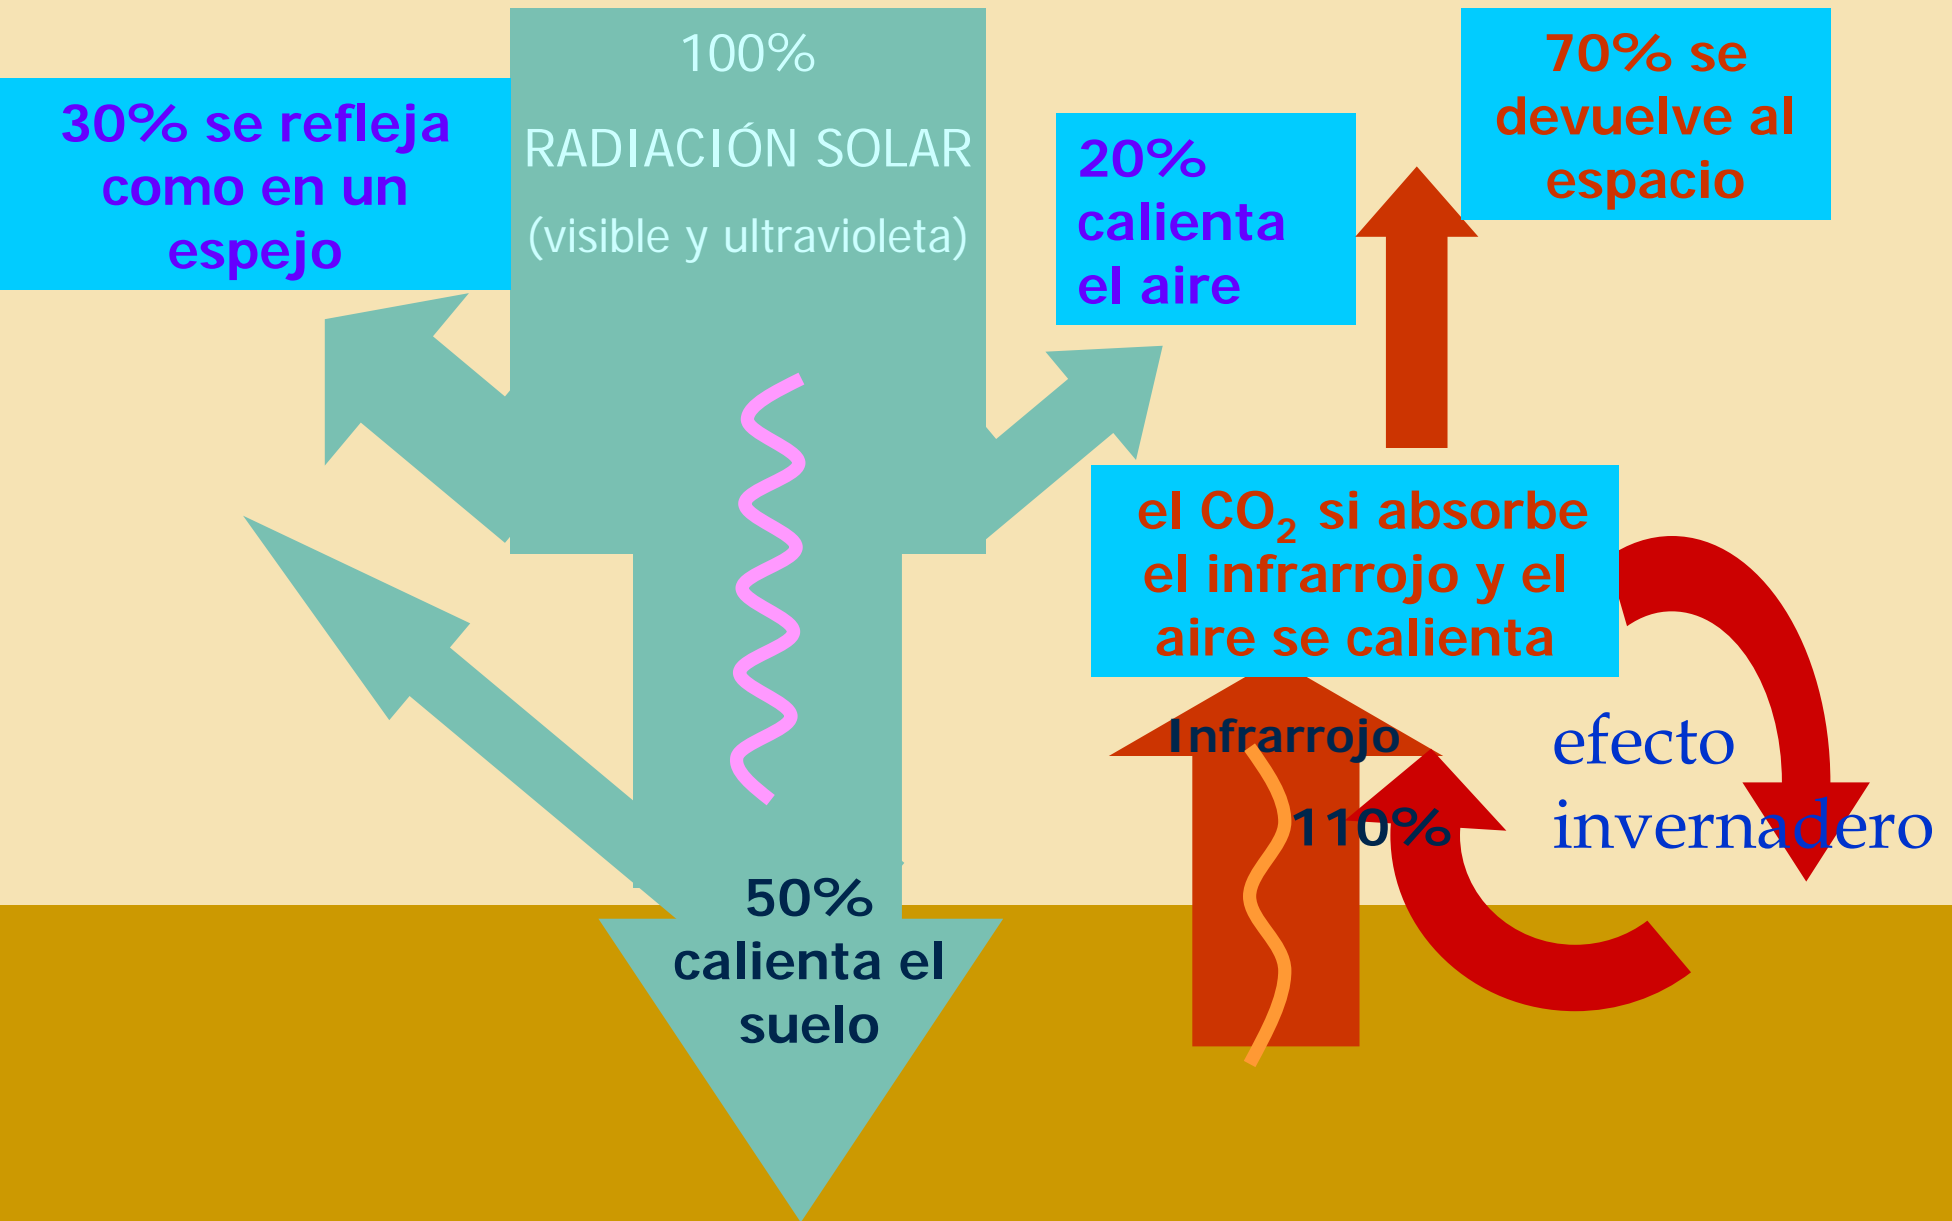 100%
RADIACIÓN SOLAR
(visible y ultravioleta)
30% se refleja
como en un
espejo
20%
calienta
el aire
70% se
devuelve al
espacio
el CO₂ si absorbe
el infrarrojo y el
aire se calienta
Infrarrojo
110%
efecto
invernadero
50%
calienta el
suelo